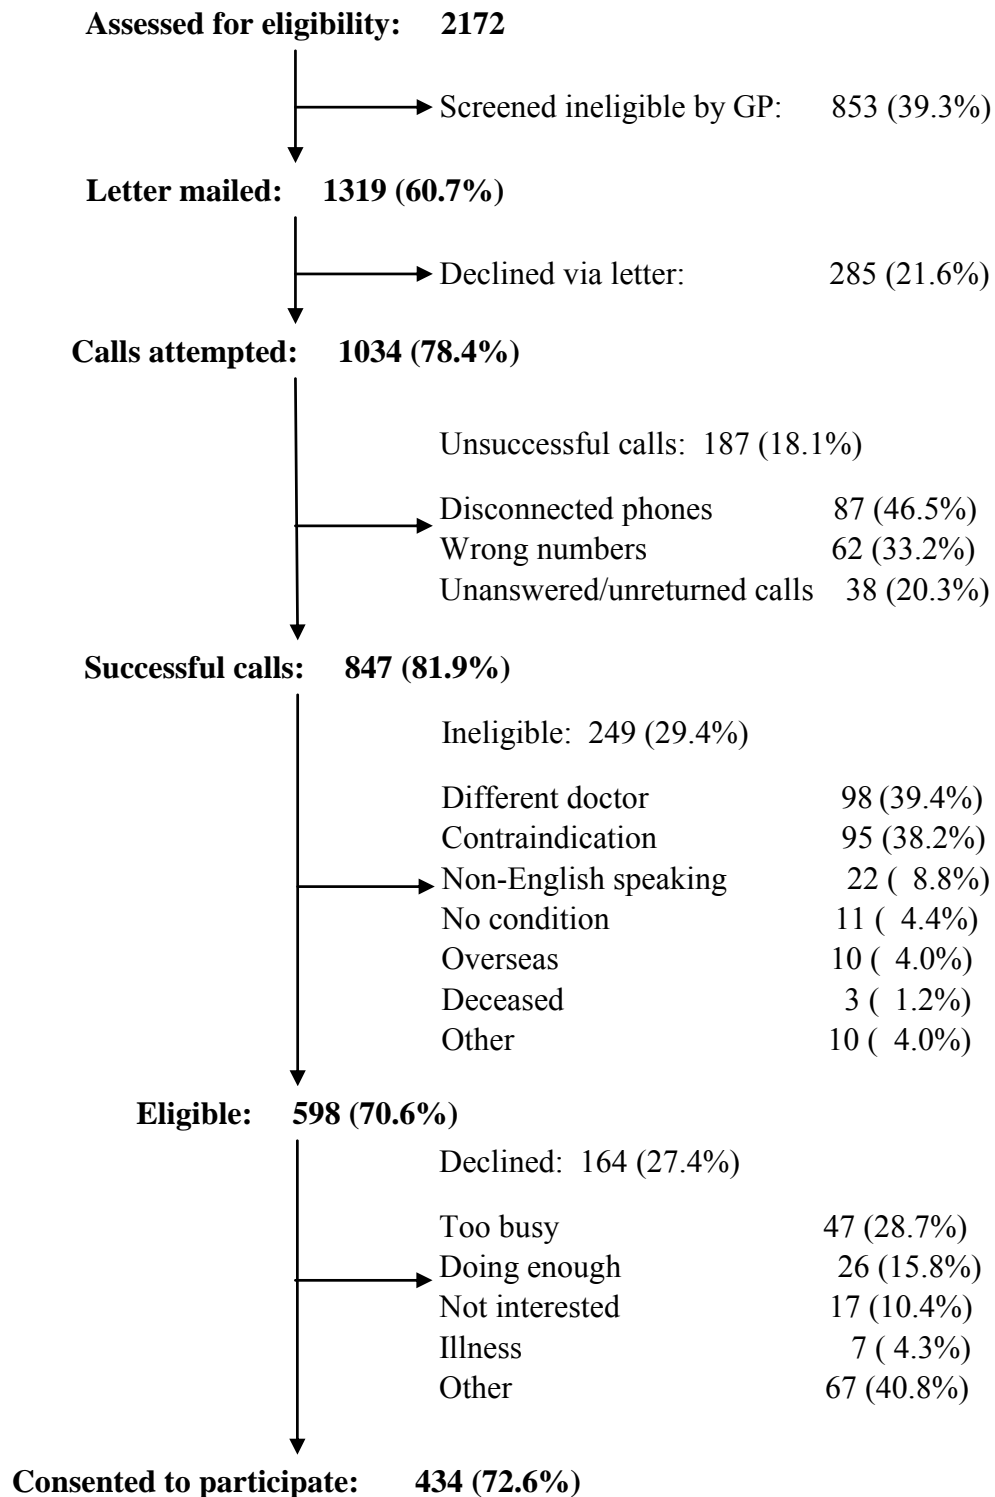 Assessed for eligibility: 2172
Screened ineligible by GP: 853 (39.3%)
Letter mailed: 1319 (60.7%)
Declined via letter: 285 (21.6%)
Calls attempted: 1034 (78.4%)
Unsuccessful calls: 187 (18.1%)
Disconnected phones 87 (46.5%)
Wrong numbers 62 (33.2%)
Unanswered/unreturned calls 38 (20.3%)
Successful calls: 847 (81.9%)
Ineligible: 249 (29.4%)
Different doctor 98 (39.4%)
Contraindication 95 (38.2%)
Non-English speaking 22 ( 8.8%)
No condition 11 ( 4.4%)
Overseas 10 ( 4.0%)
Deceased 3 ( 1.2%)
Other 10 ( 4.0%)
Eligible: 598 (70.6%)
Declined: 164 (27.4%)
Too busy 47 (28.7%)
Doing enough 26 (15.8%)
Not interested 17 (10.4%)
Illness 7 ( 4.3%)
Other 67 (40.8%)
Consented to participate: 434 (72.6%)